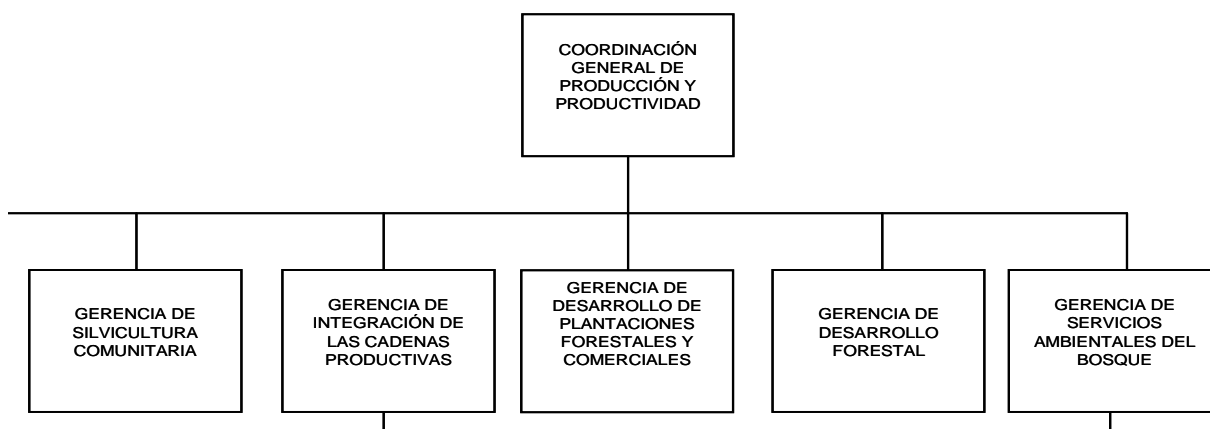 COORDINACIÓN
GENERAL DE
PRODUCCIÓN Y
PRODUCTIVIDAD
GERENCIA DE
SILVICULTURA
COMUNITARIA
GERENCIA DE
INTEGRACIÓN DE
LAS CADENAS
PRODUCTIVAS
GERENCIA DE
DESARROLLO DE
PLANTACIONES
FORESTALES Y
COMERCIALES
GERENCIA DE
DESARROLLO
FORESTAL
GERENCIA DE
SERVICIOS
AMBIENTALES DEL
BOSQUE